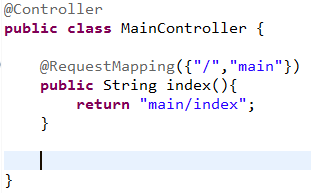 @Controller
public class MainController {
@RequestMapping({"/","main"})
public String index(){
return "main/index";
}
}